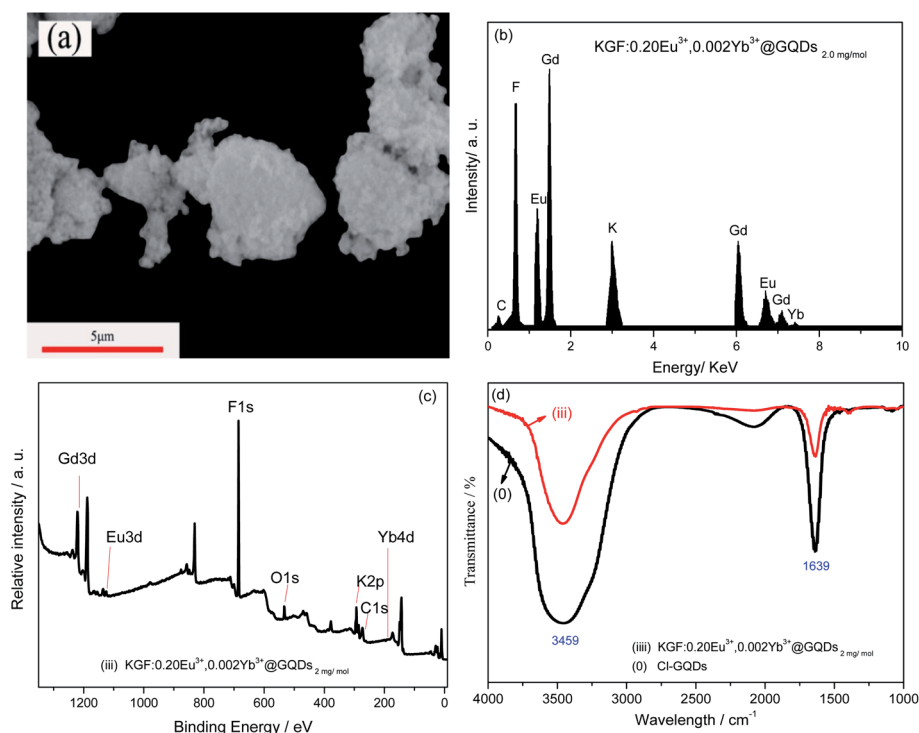 (a)
5μm
(b)
KGF:0.20Eu³⁺,0.002Yb³⁺@GQDs 2.0 mg/mol
Intensity/ a. u.
C
F
Eu
Gd
K
Gd
Eu
Gd
Yb
0 2 4 6 8 10
Energy/ KeV
(c)
Relative intensity / a. u.
Gd3d
Eu3d
F1s
O1s
K2p
C1s
Yb4d
(iii) KGF:0.20Eu³⁺,0.002Yb³⁺@GQDs 2 mg/ mol
1200 1000 800 600 400 200 0
Binding Energy / eV
(d)
Transmittance / %
(iii)
(0)
3459
1639
(iiii) KGF:0.20Eu³⁺,0.002Yb³⁺@GQDs 2 mg/ mol
(0) Cl-GQDs
4000 3500 3000 2500 2000 1500 1000
Wavelength / cm⁻¹